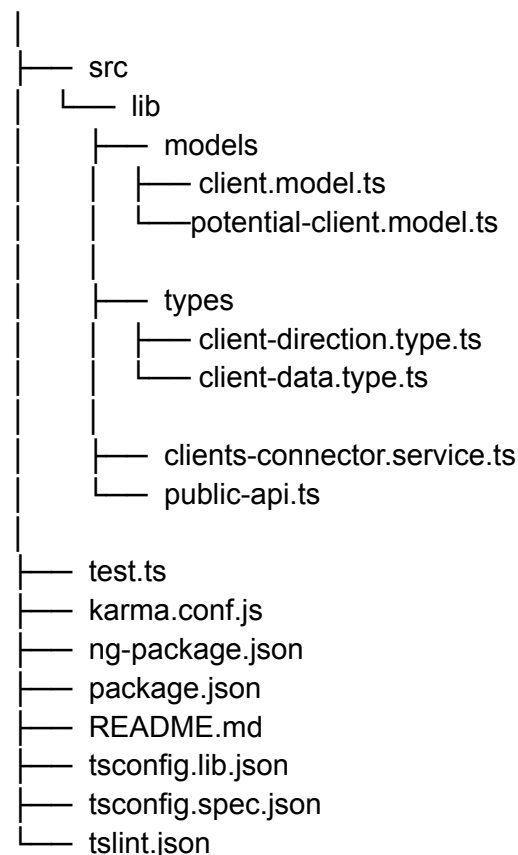 src
lib
models
client.model.ts
potential-client.model.ts
types
client-direction.type.ts
client-data.type.ts
clients-connector.service.ts
public-api.ts
test.ts
karma.conf.js
ng-package.json
package.json
README.md
tsconfig.lib.json
tsconfig.spec.json
tslint.json